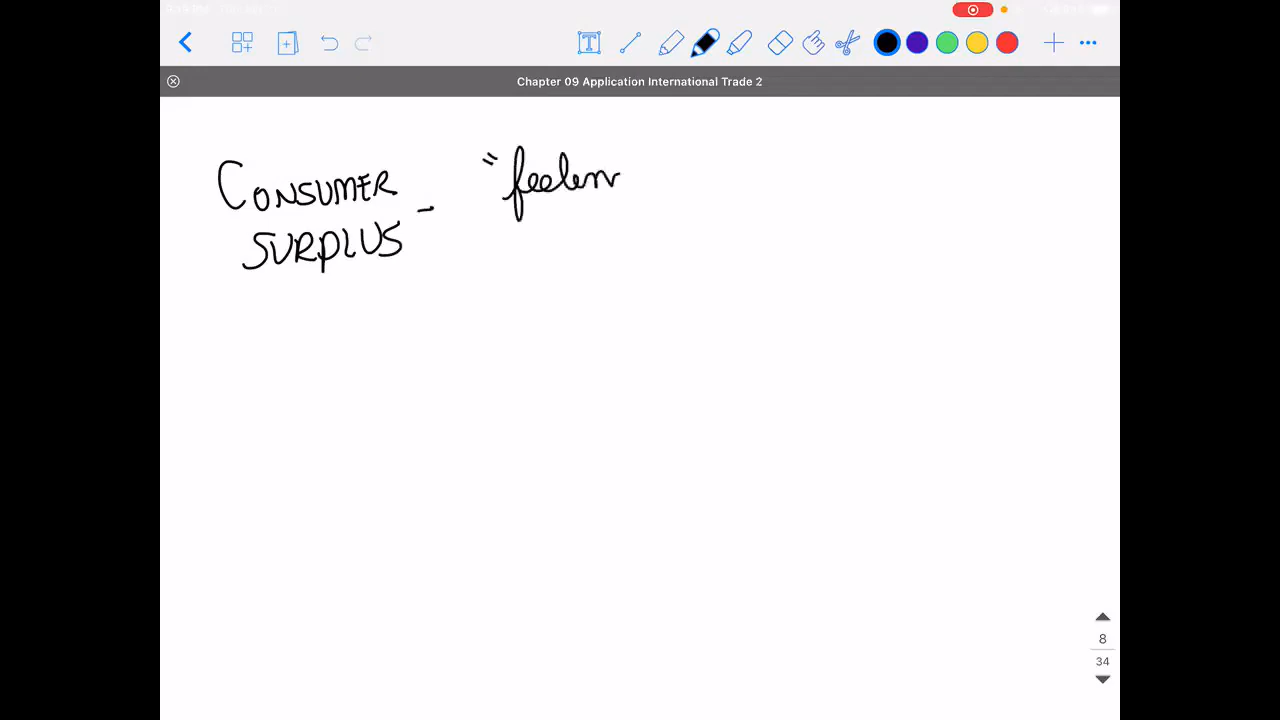 Chapter 09 Application International Trade 2
CONSUMER
SURPLUS - "feelin
8
34